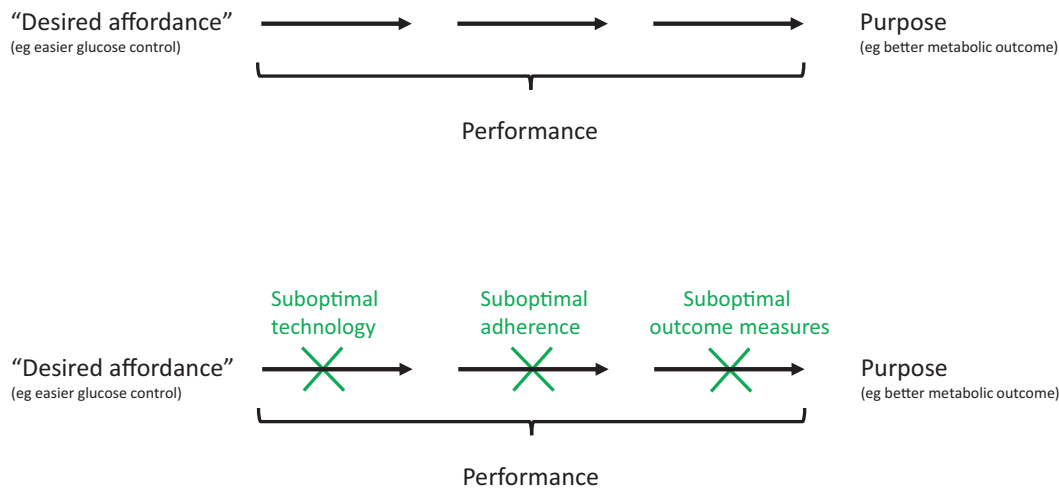 “Desired affordance”
(eg easier glucose control)
Purpose
(eg better metabolic outcome)
Performance
Suboptimal
technology
Suboptimal
adherence
Suboptimal
outcome measures
“Desired affordance”
(eg easier glucose control)
Purpose
(eg better metabolic outcome)
Performance